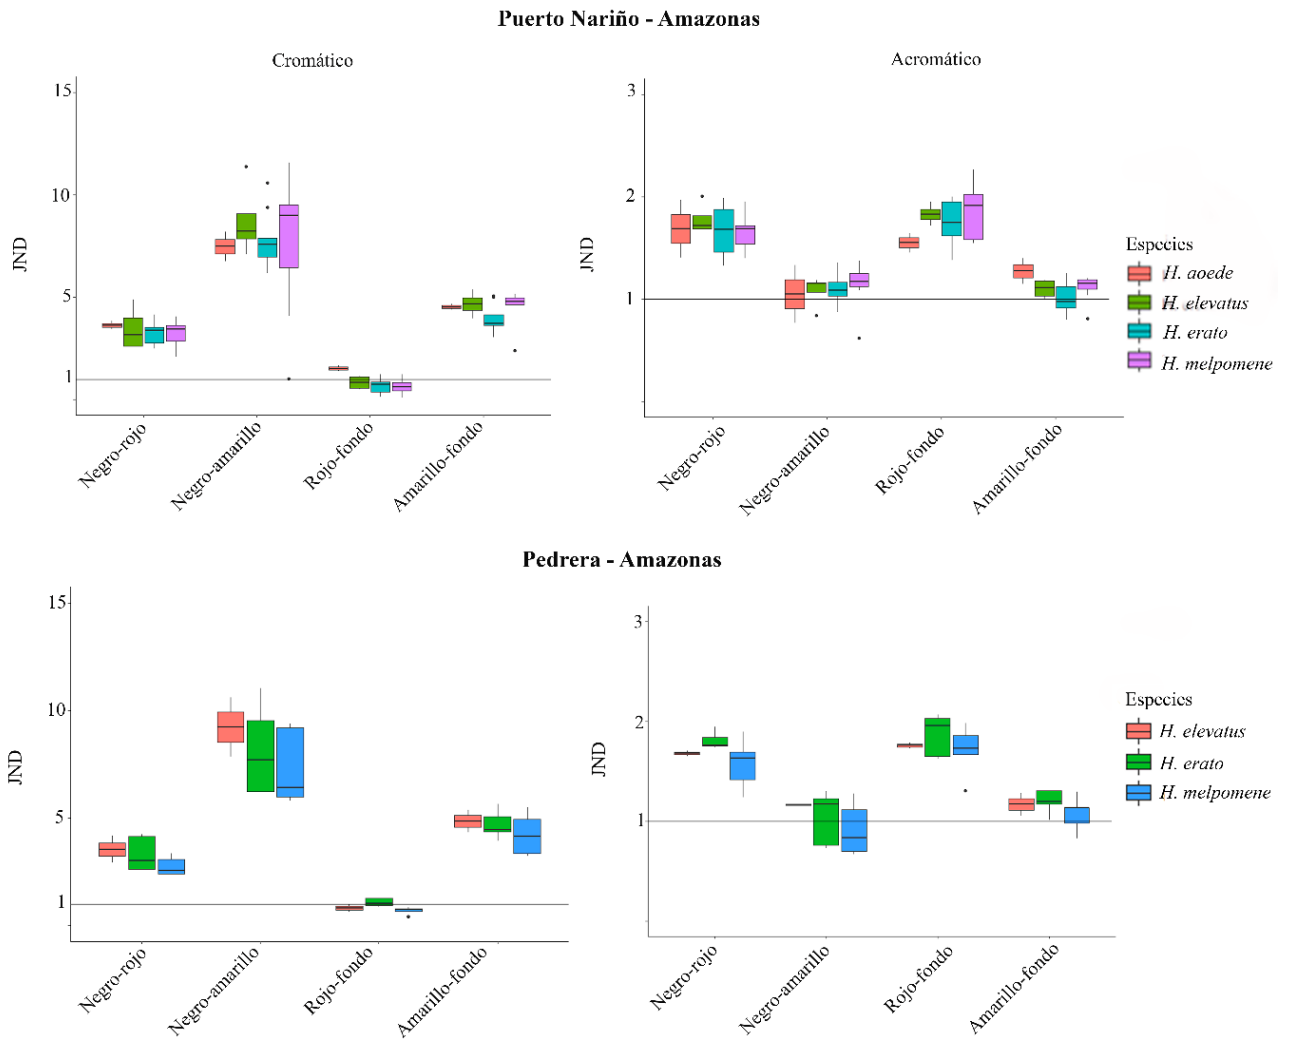 Puerto Nariño - Amazonas
Cromático
Acromático
15
10
5
1
JND
Negro-rojo
Negro-amarillo
Rojo-fondo
Amarillo-fondo
3
2
1
JND
Negro-rojo
Negro-amarillo
Rojo-fondo
Amarillo-fondo
Especies
H. aoede
H. elevatus
H. erato
H. melpomene
Pedrera - Amazonas
15
10
5
1
JND
Negro-rojo
Negro-amarillo
Rojo-fondo
Amarillo-fondo
3
2
1
JND
Negro-rojo
Negro-amarillo
Rojo-fondo
Amarillo-fondo
Especies
H. elevatus
H. erato
H. melpomene